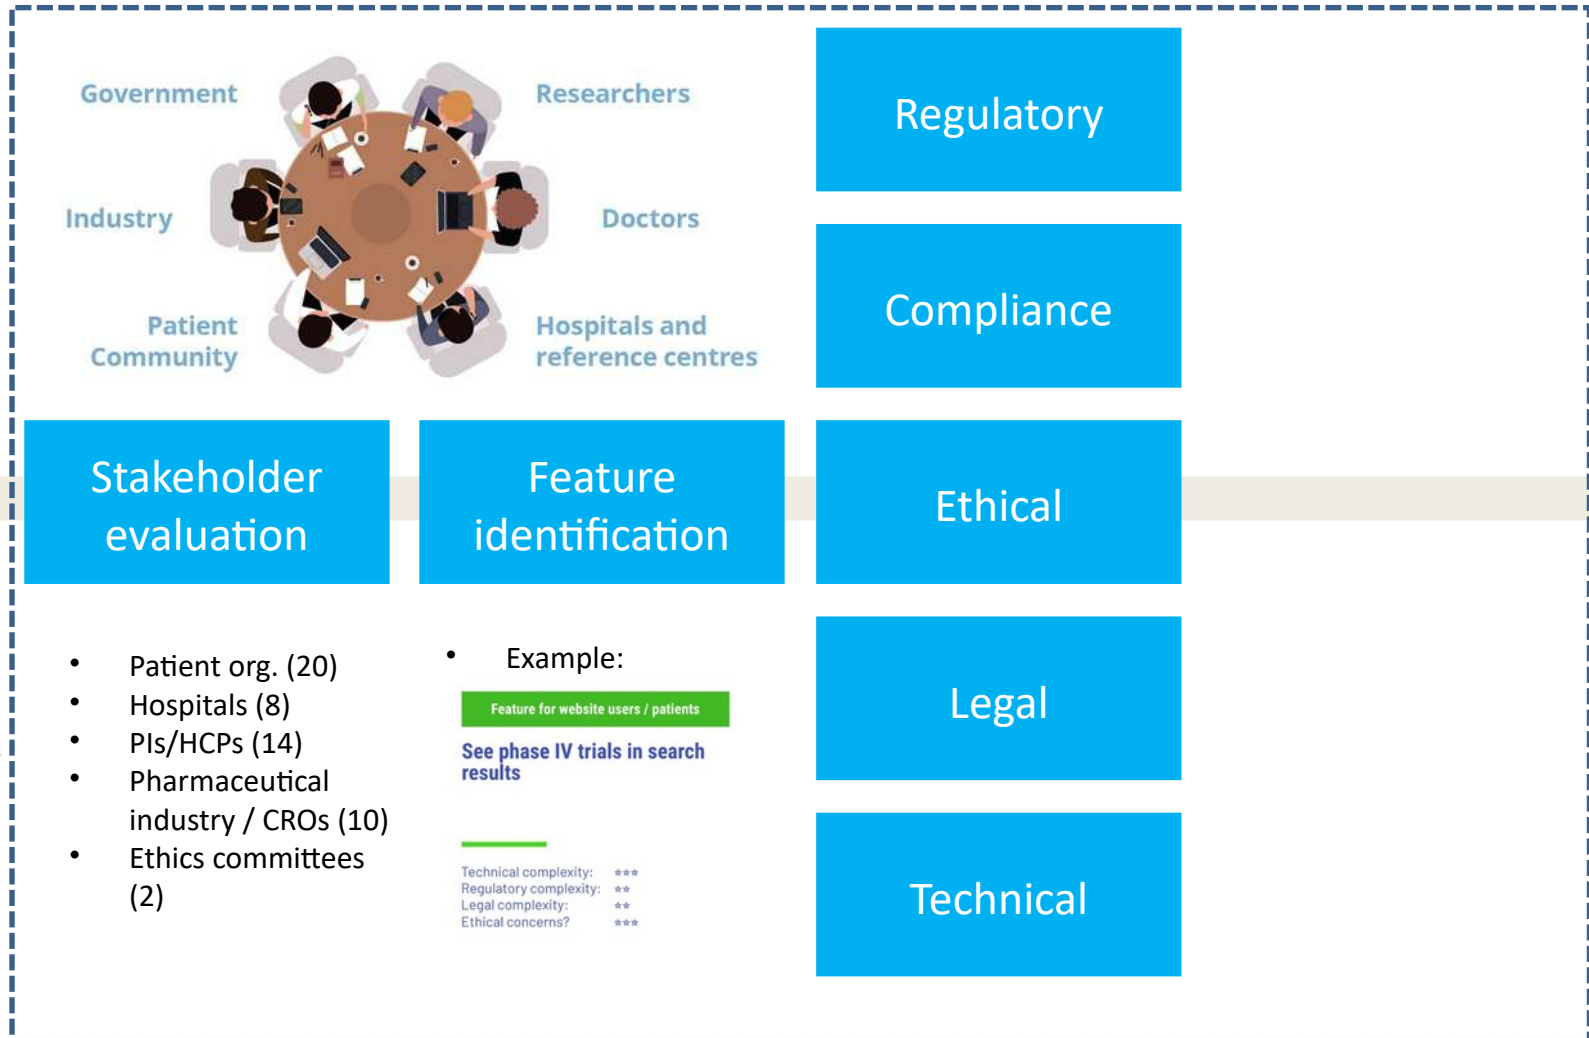 Government
Researchers
Industry
Doctors
Patient
Community
Hospitals and
reference centres
Stakeholder
evaluation
• Patient org. (20)
• Hospitals (8)
• PIs/HCPs (14)
• Pharmaceutical
industry / CROs (10)
• Ethics committees
(2)
Feature
identification
• Example:
Feature for website users / patients
See phase IV trials in search
results
Technical complexity: ☆☆☆
Regulatory complexity: ☆☆
Legal complexity: ☆☆
Ethical concerns? ☆☆☆
Regulatory
Compliance
Ethical
Legal
Technical